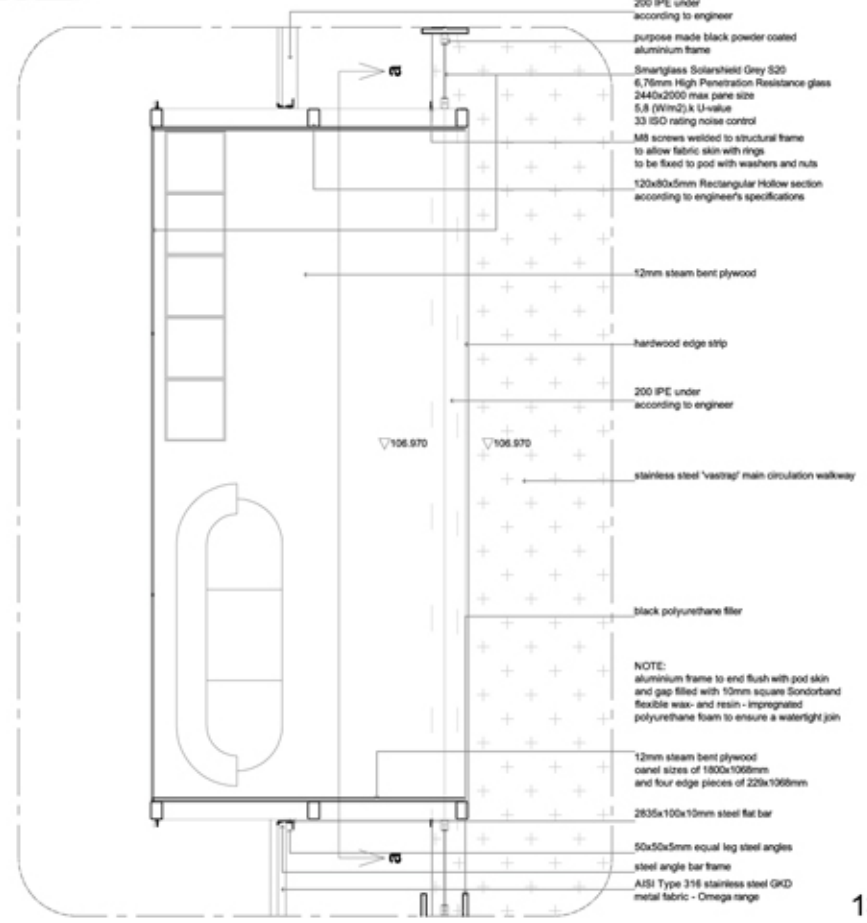 200 IPE under
according to engineer
purpose made black powder coated
aluminium frame
a
Smartglass Solarshield Grey S20
6,76mm High Penetration Resistance glass
2440x2000 max pane size
5,8 (W/m2).k U-value
33 ISO rating noise control
M8 screws welded to structural frame
to allow fabric skin with rings
to be fixed to pod with washers and nuts
120x80x5mm Rectangular Hollow section
according to engineer's specifications
12mm steam bent plywood
hardwood edge strip
200 IPE under
according to engineer
106.970 106.970
stainless steel 'vastrap' main circulation walkway
black polyurethane filler
NOTE:
aluminium frame to end flush with pod skin
and gap filled with 10mm square Sondorband
flexible wax- and resin - impregnated
polyurethane foam to ensure a watertight join
12mm steam bent plywood
panel sizes of 1800x1068mm
and four edge pieces of 229x1068mm
2835x100x10mm steel flat bar
50x50x5mm equal leg steel angles
a
steel angle bar frame
AISI Type 316 stainless steel GKD
metal fabric - Omega range
1